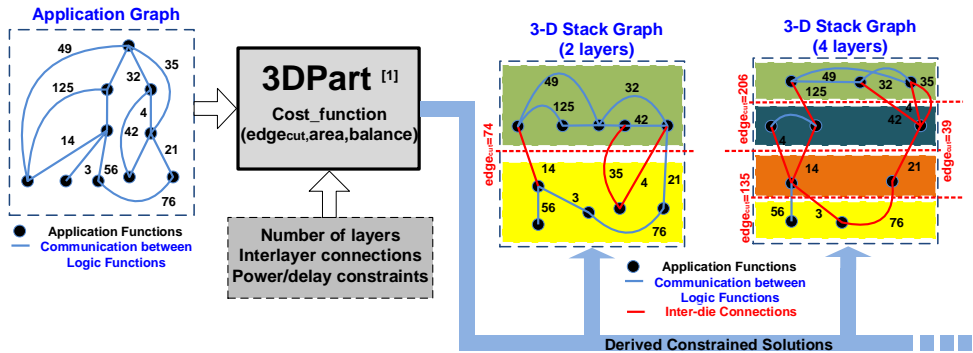 Application Graph
49
35
32
125
4
14
42
21
3
56
76
Application Functions
Communication between
Logic Functions
3DPart [1]
Cost_function
(edgecut,area,balance)
Number of layers
Interlayer connections
Power/delay constraints
3-D Stack Graph
(2 layers)
49
32
125
42
edgecut=74
14
35
4
21
56
3
76
Application Functions
Communication between
Logic Functions
Inter-die Connections
3-D Stack Graph
(4 layers)
49
35
32
125
4
42
4
edgecut=206
edgecut=39
14
21
edgecut=135
56
3
76
Derived Constrained Solutions